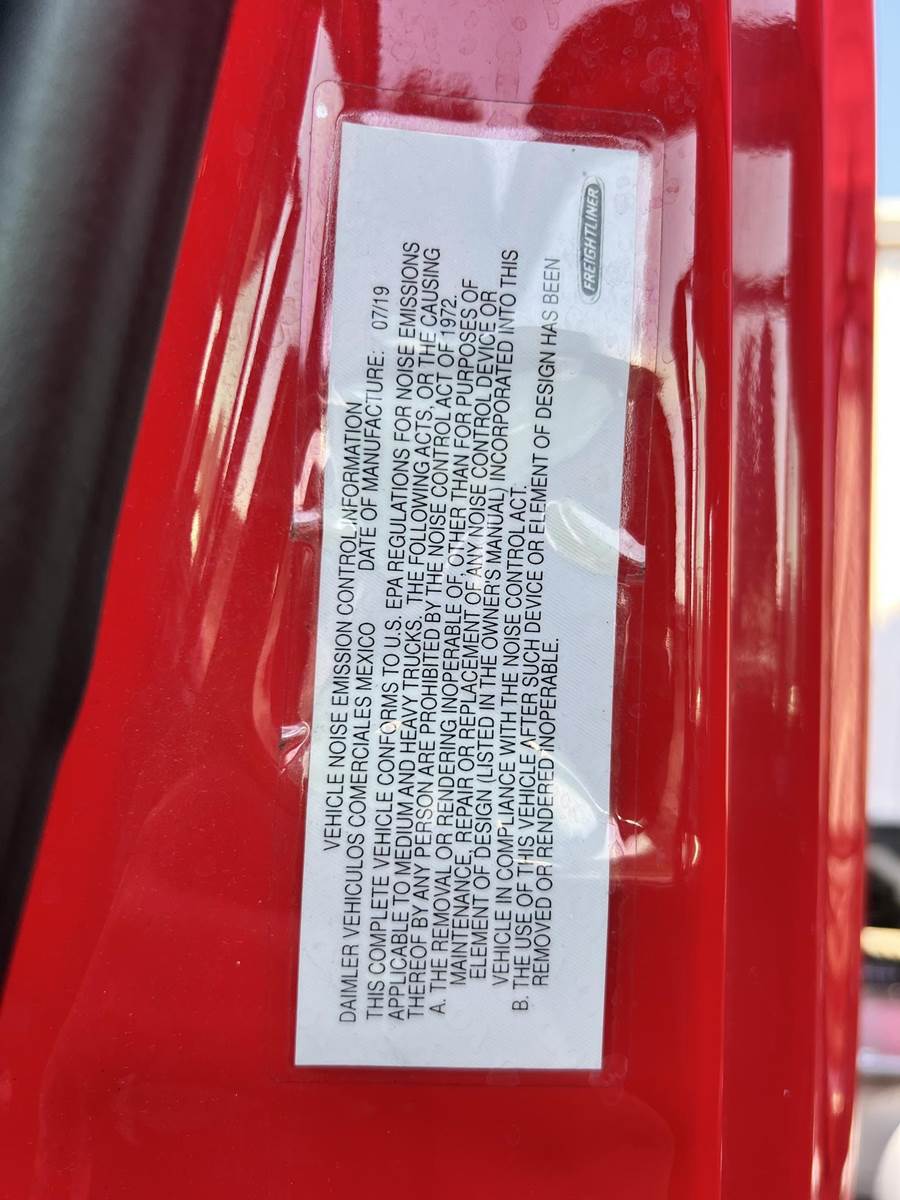 VEHICLE NOISE EMISSION CONTROL INFORMATION
DAIMLER VEHICULOS COMERCIALES MEXICO DATE OF MANUFACTURE: 07/19
THIS COMPLETE VEHICLE CONFORMS TO U.S. EPA REGULATIONS FOR NOISE EMISSIONS
APPLICABLE TO MEDIUM AND HEAVY TRUCKS. THE FOLLOWING ACTS, OR THE CAUSING
THEREOF BY ANY PERSON ARE PROHIBITED BY THE NOISE CONTROL ACT OF 1972.
A. THE REMOVAL OR RENDERING INOPERABLE OF, OTHER THAN FOR PURPOSES OF
MAINTENANCE, REPAIR OR REPLACEMENT OF, ANY NOISE CONTROL DEVICE OR
ELEMENT OF DESIGN (LISTED IN THE OWNERS MANUAL) INCORPORATED INTO THIS
VEHICLE IN COMPLIANCE WITH THE NOISE CONTROL ACT.
B. THE USE OF THIS VEHICLE AFTER SUCH DEVICE OR ELEMENT OF DESIGN HAS BEEN
REMOVED OR RENDERED INOPERABLE.
FREIGHTLINER